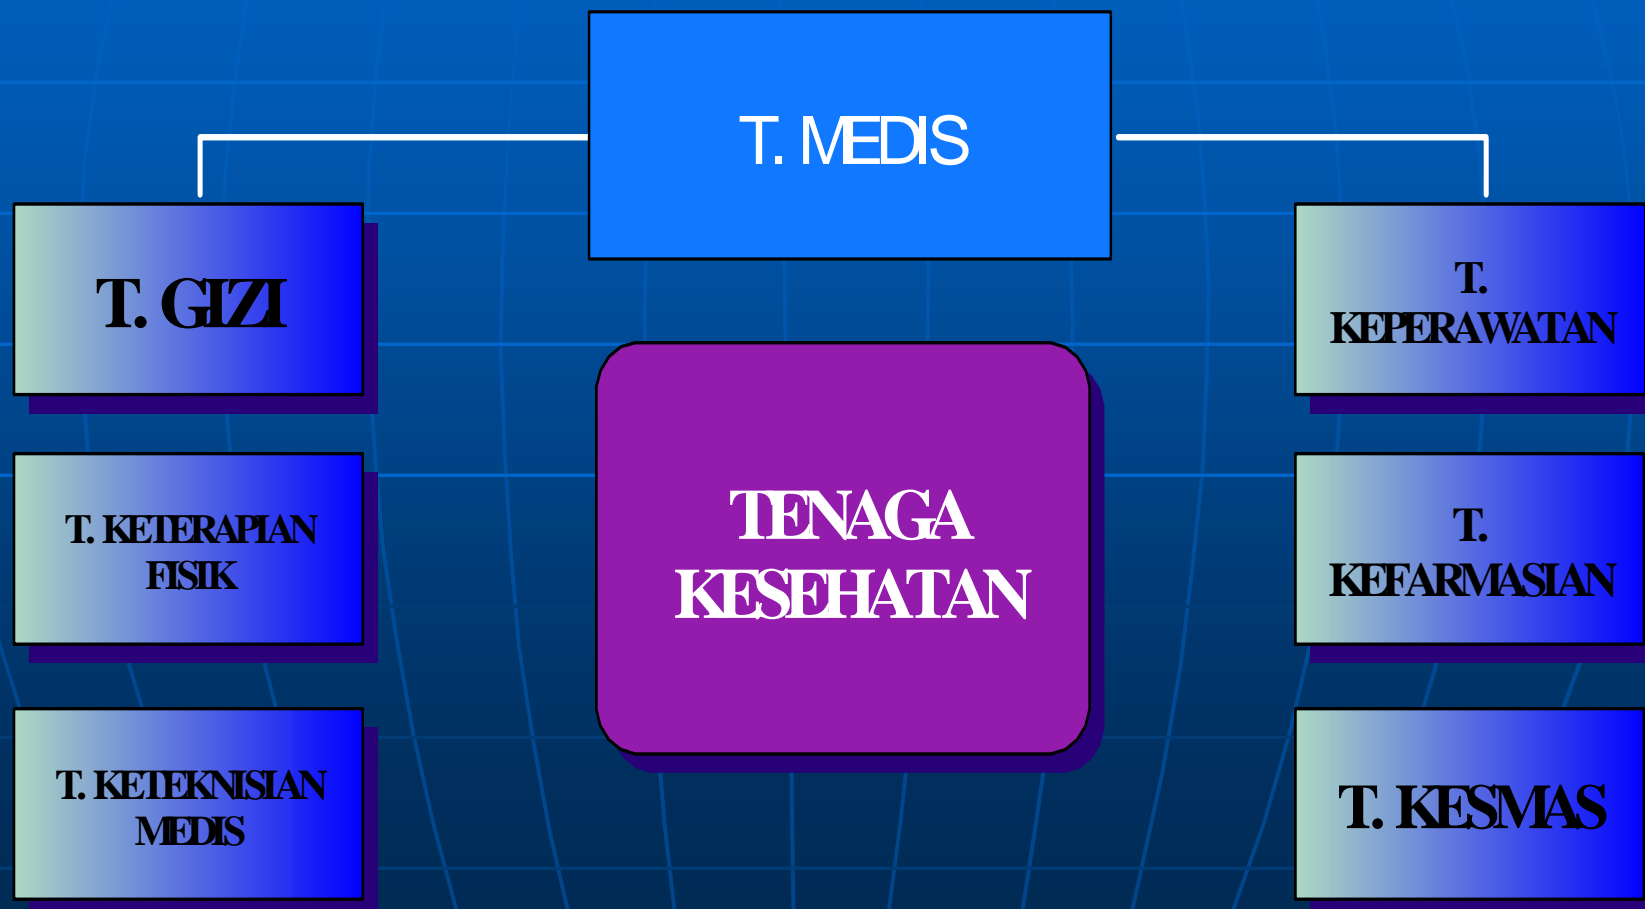 T. MEDIS
T. GIZI
T.
KEPERAWATAN
TENAGA
KESEHATAN
T. KETERAPIAN
FISIK
T.
KEFARMASIAN
T. KETEKNISIAN
MEDIS
T. KESMAS